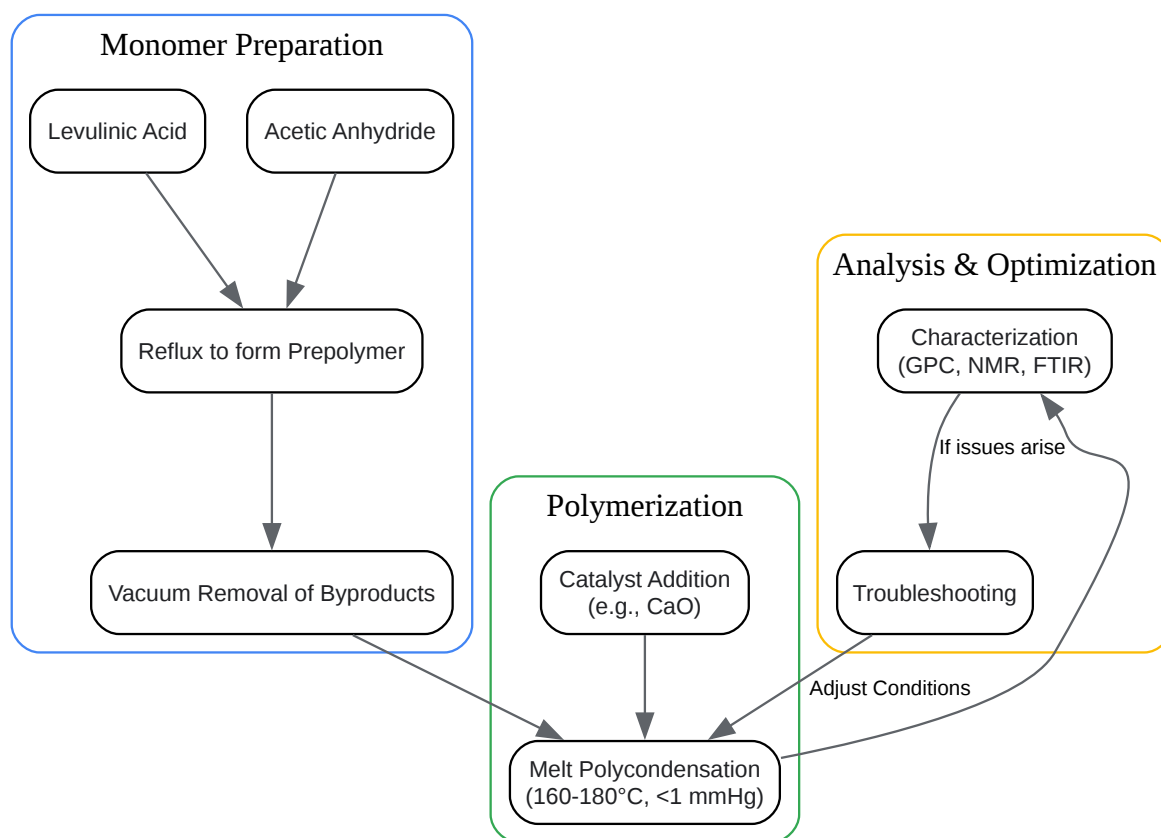 Monomer Preparation
Levulinic Acid
Acetic Anhydride
Reflux to form Prepolymer
Vacuum Removal of Byproducts
Polymerization
Catalyst Addition
(e.g., CaO)
Melt Polycondensation
(160-180°C, <1 mmHg)
Analysis & Optimization
Characterization
(GPC, NMR, FTIR)
If issues arise
Troubleshooting
Adjust Conditions